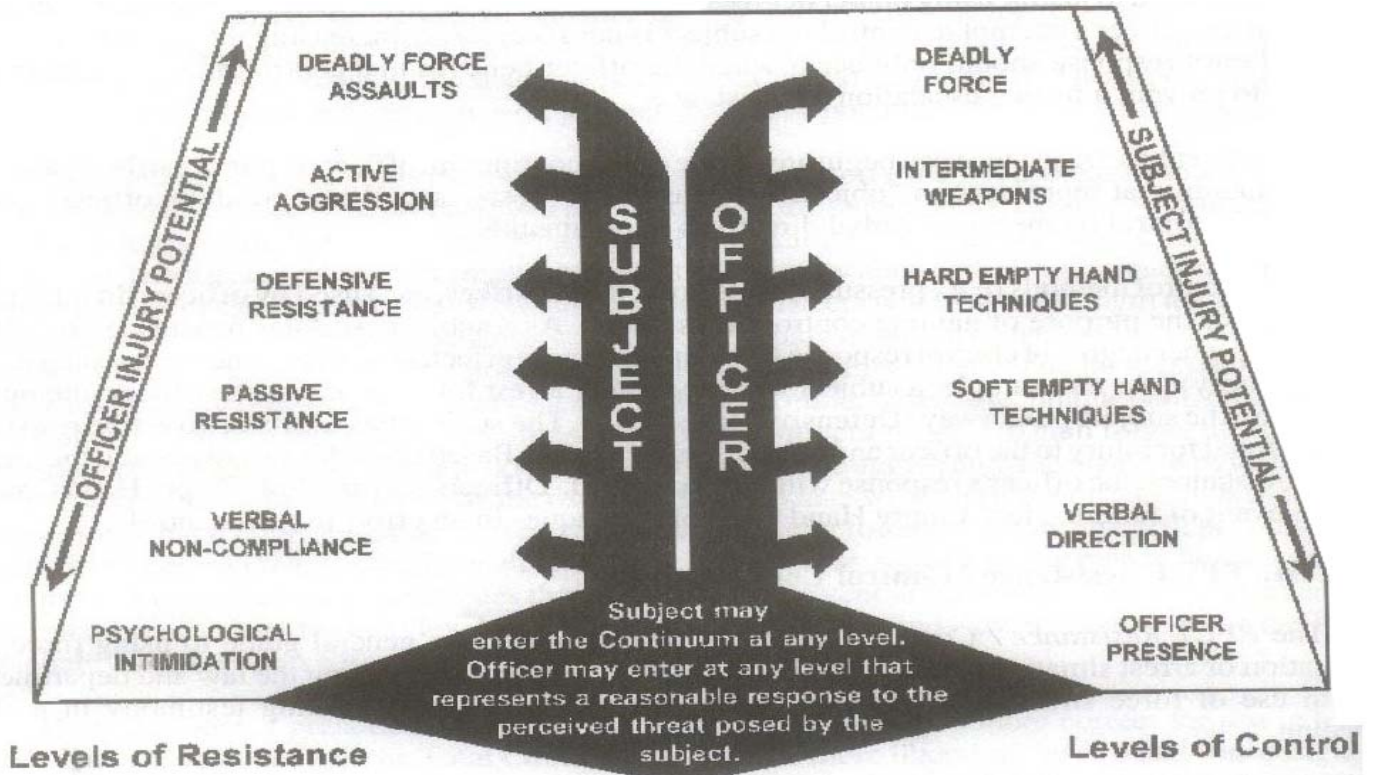 DEADLY FORCE
ASSAULTS
ACTIVE
AGGRESSION
DEFENSIVE
RESISTANCE
PASSIVE
RESISTANCE
VERBAL
NON-COMPLIANCE
PSYCHOLOGICAL
INTIMIDATION
OFFICER INJURY POTENTIAL
SUBJECT
OFFICER
DEADLY
FORCE
INTERMEDIATE
WEAPONS
HARD EMPTY HAND
TECHNIQUES
SOFT EMPTY HAND
TECHNIQUES
VERBAL
DIRECTION
OFFICER
PRESENCE
SUBJECT INJURY POTENTIAL
Subject may
enter the Continuum at any level.
Officer may enter at any level that
represents a reasonable response to the
perceived threat posed by the
subject.
Levels of Resistance
Levels of Control